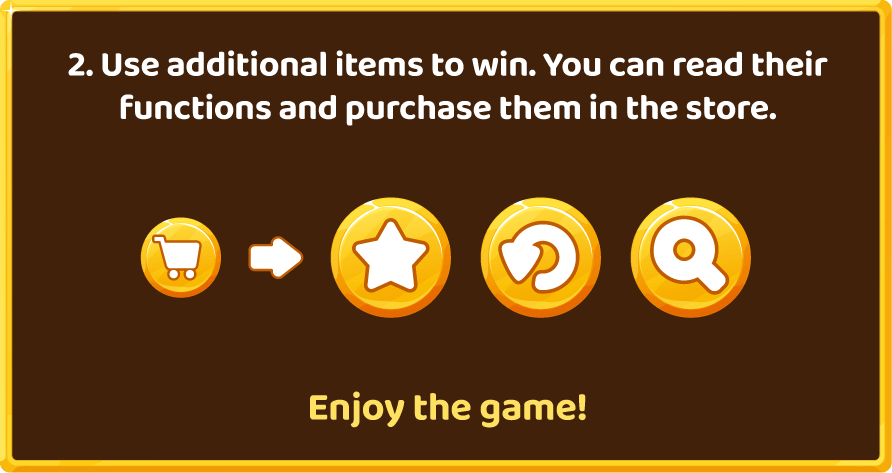 2. Use additional items to win. You can read their
functions and purchase them in the store.
Enjoy the game!